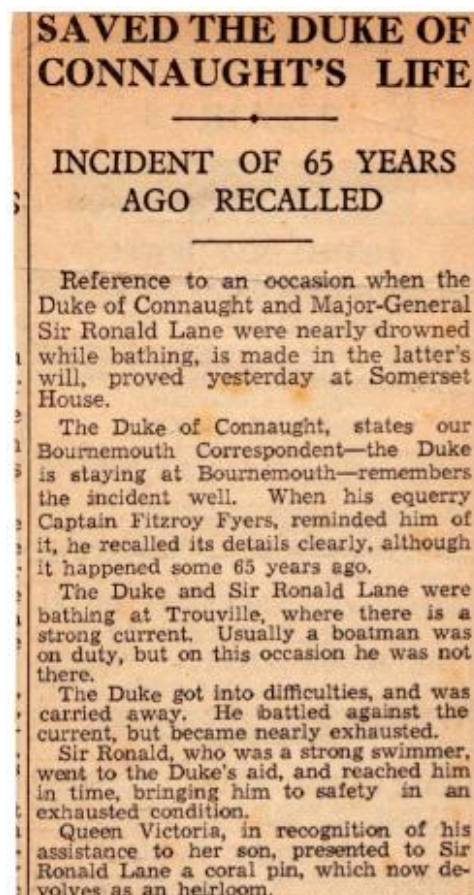 SAVED THE DUKE OF
CONNAUGHT'S LIFE
INCIDENT OF 65 YEARS
AGO RECALLED
Reference to an occasion when the
Duke of Connaught and Major-General
Sir Ronald Lane were nearly drowned
while bathing, is made in the latter's
will, proved yesterday at Somerset
House.
The Duke of Connaught, states our
Bournemouth Correspondent—the Duke
is staying at Bournemouth—remembers
the incident well. When his equerry
Captain Fitzroy Fyers, reminded him of
it, he recalled its details clearly, although
it happened some 65 years ago.
The Duke and Sir Ronald Lane were
bathing at Trouville, where there is a
strong current. Usually a boatman was
on duty, but on this occasion he was not
there.
The Duke got into difficulties, and was
carried away. He battled against the
current, but became nearly exhausted.
Sir Ronald, who was a strong swimmer,
went to the Duke's aid, and reached him
in time, bringing him to safety in an
exhausted condition.
Queen Victoria, in recognition of his
assistance to her son, presented to Sir
Ronald Lane a coral pin, which now de-
volves as an heirloom.